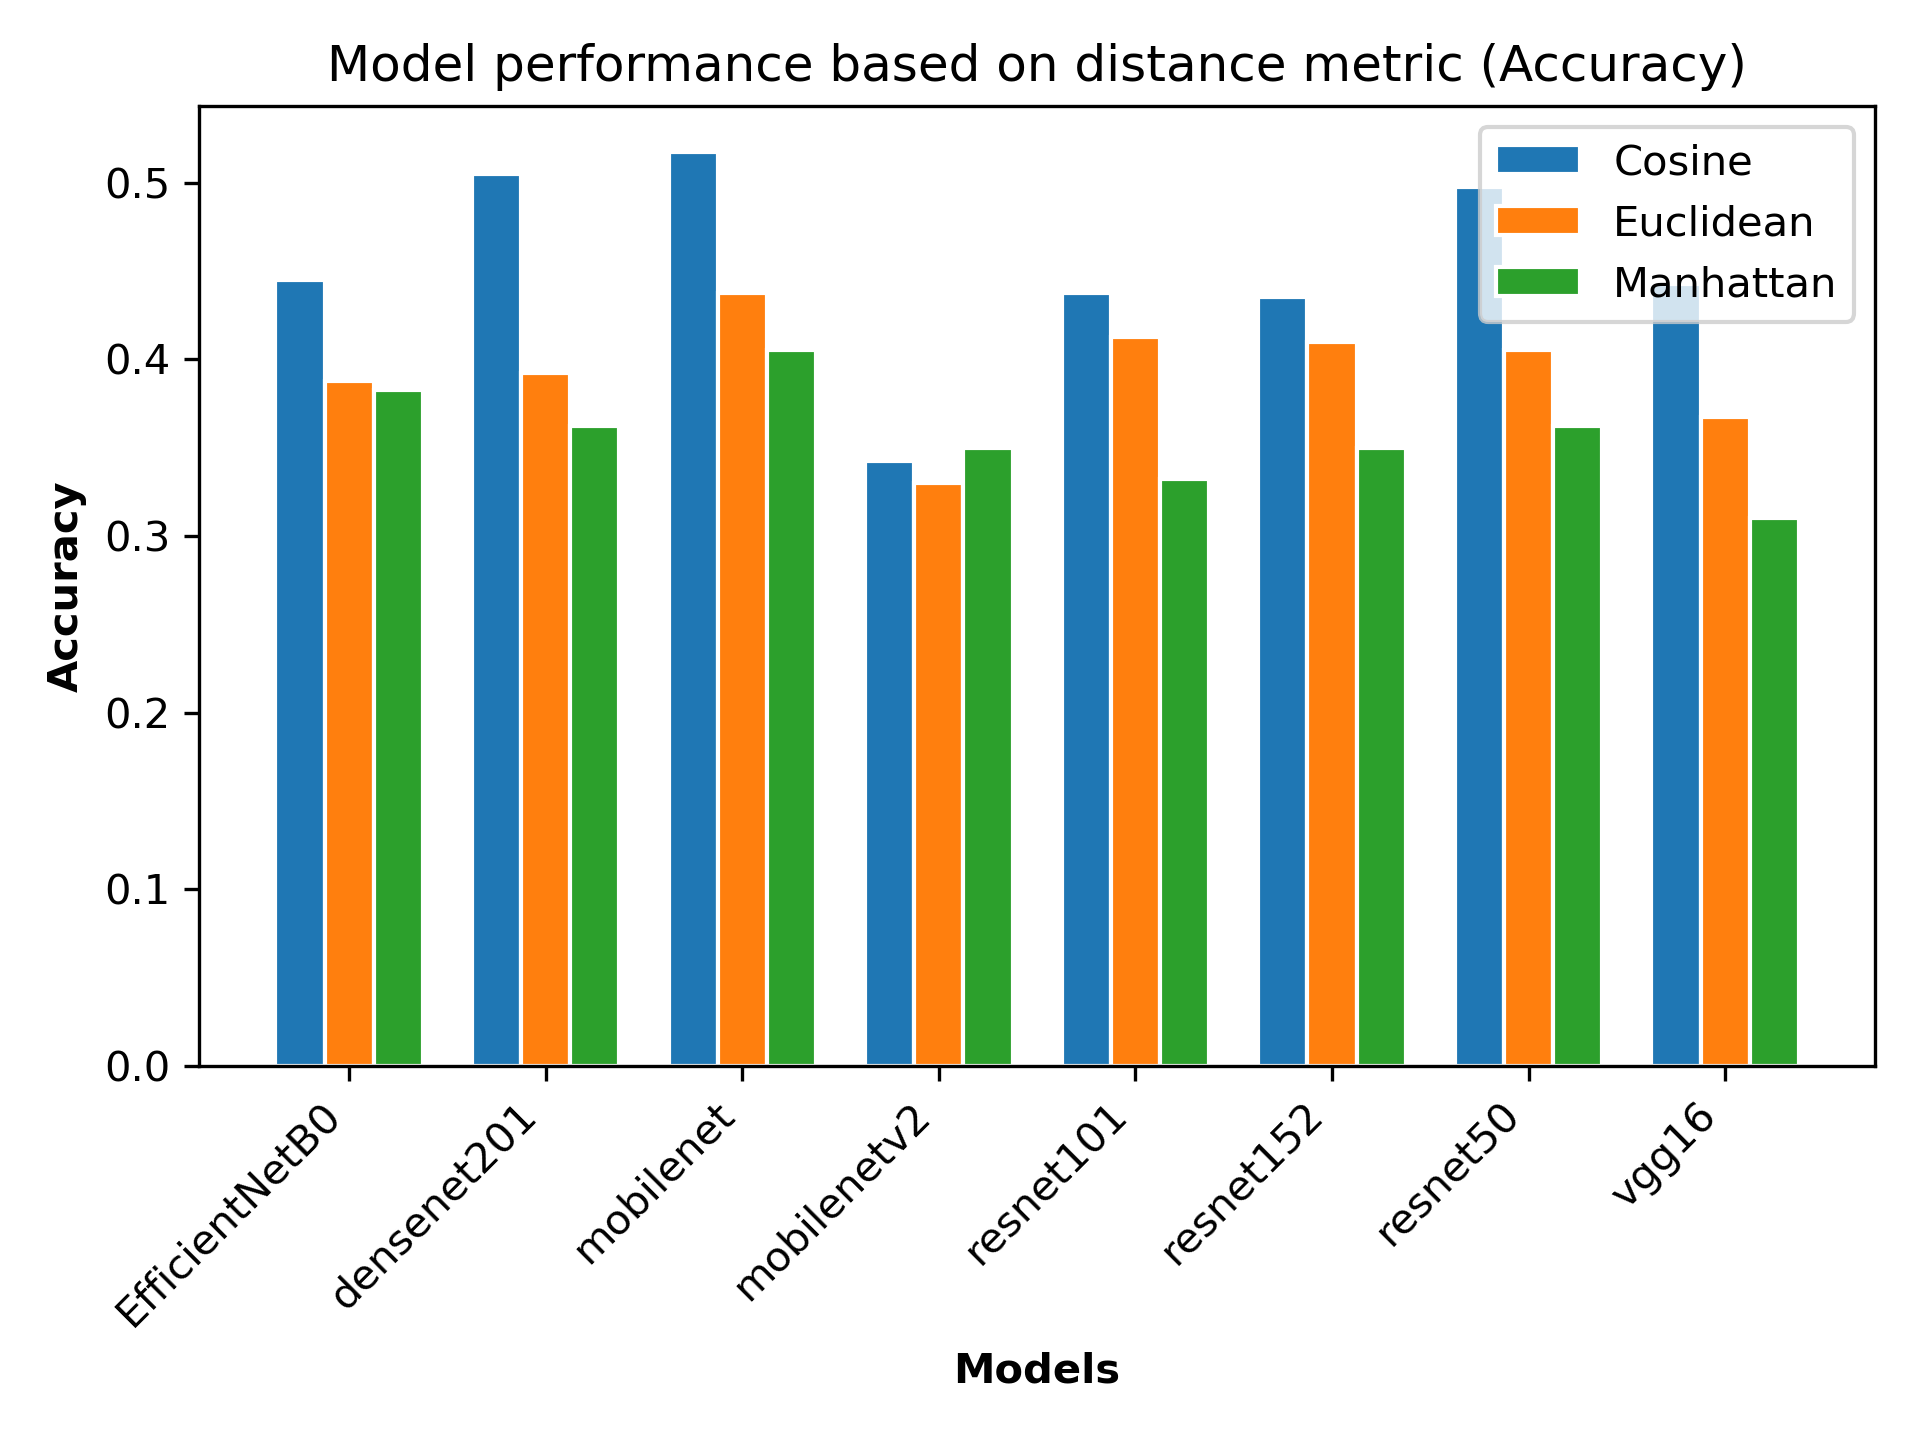 Model performance based on distance metric (Accuracy)
Cosine
Euclidean
Manhattan
Accuracy
0.5
0.4
0.3
0.2
0.1
0.0
EfficientNetB0
densenet201
mobilenet
mobilenetv2
resnet101
resnet152
resnet50
vgg16
Models